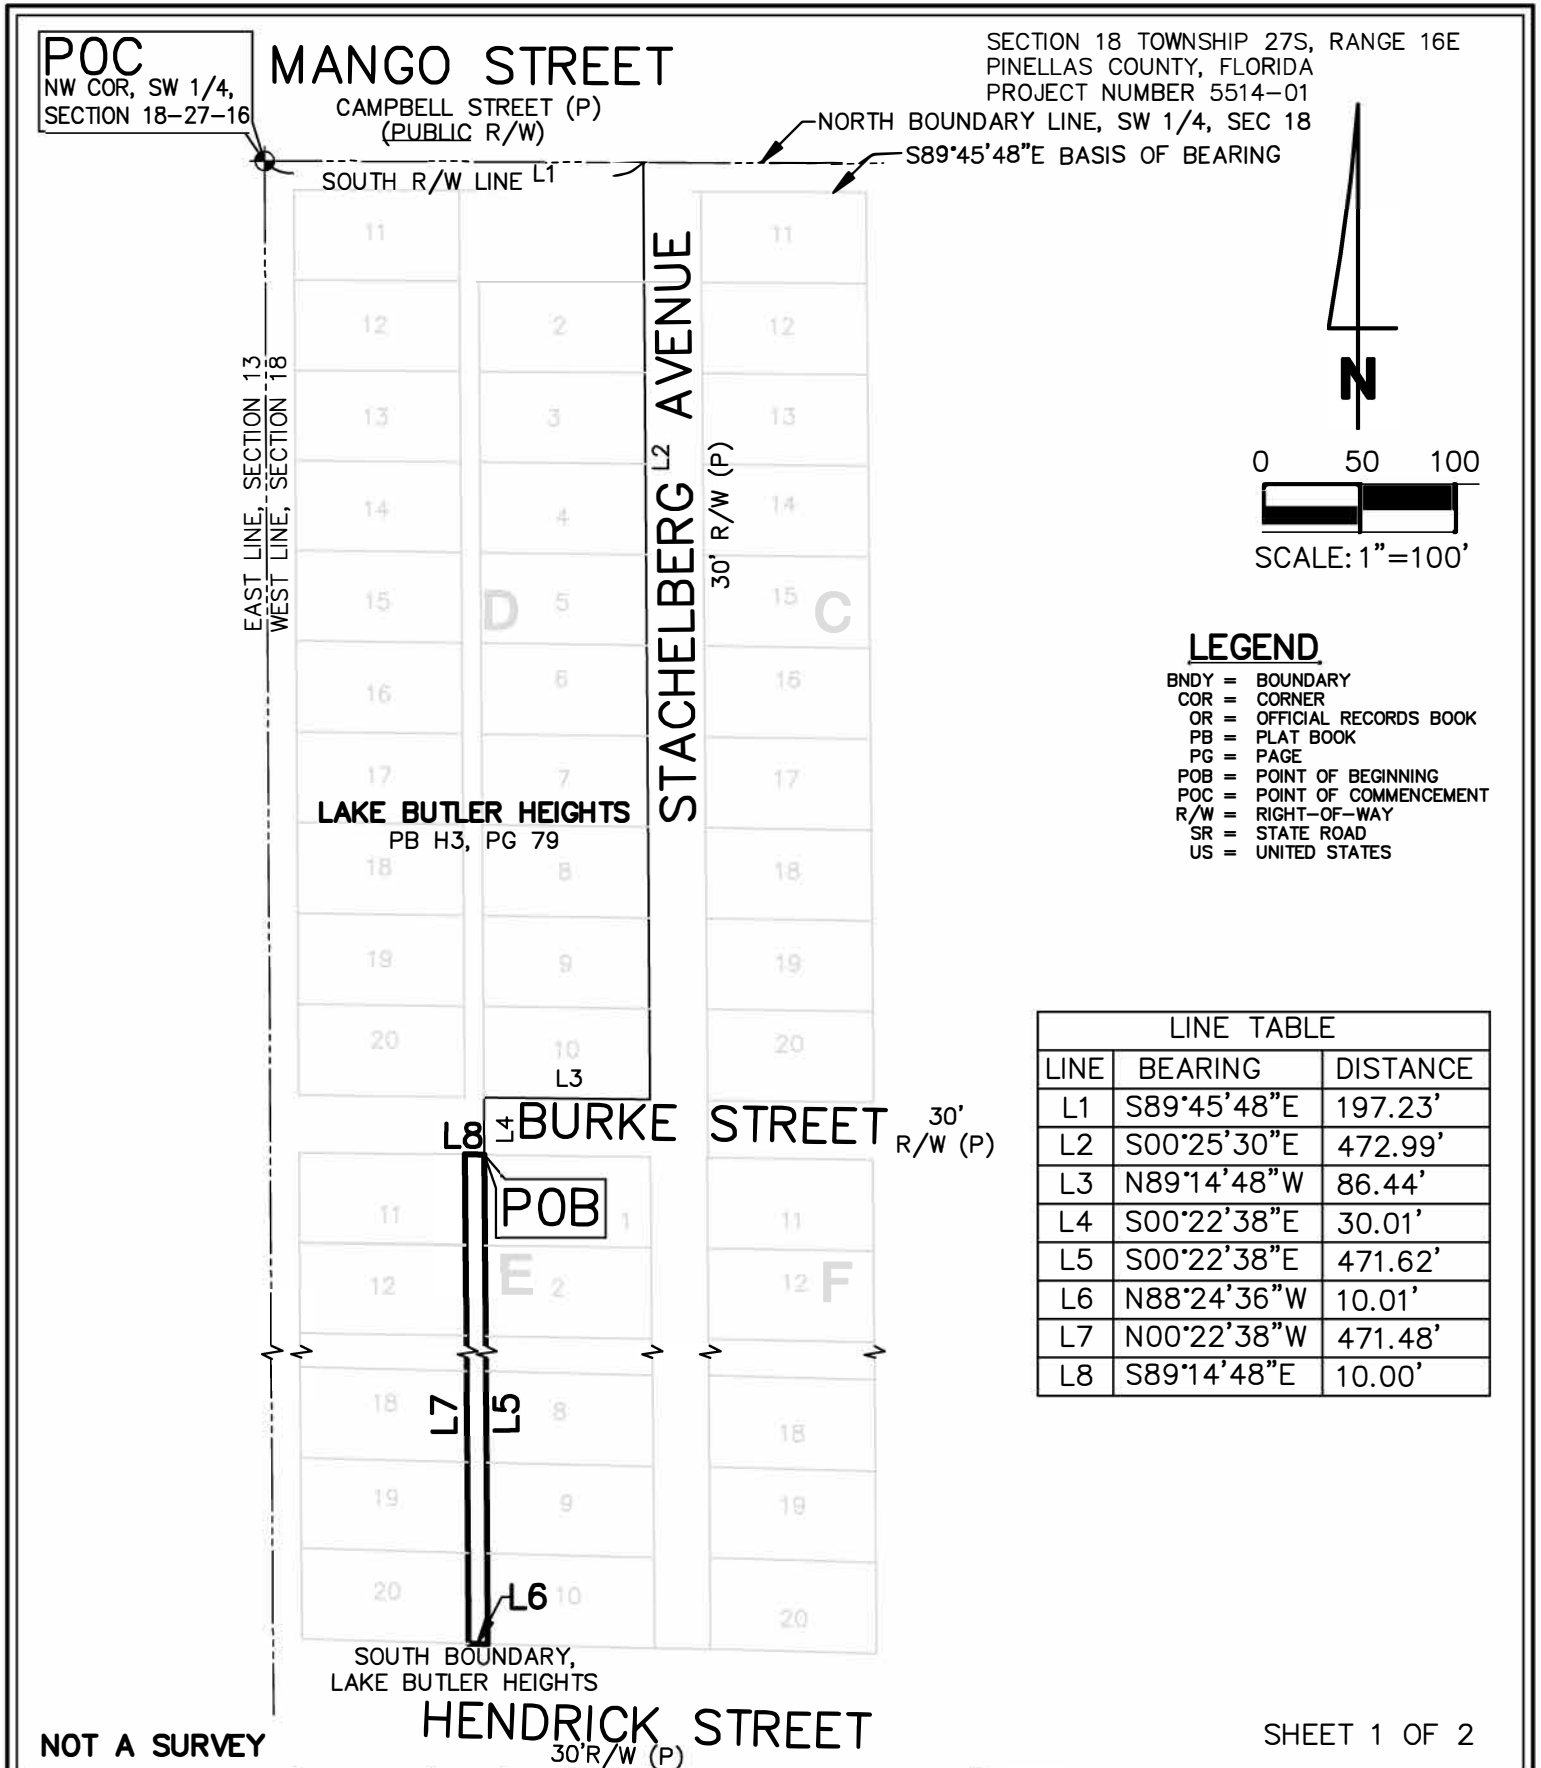 POC
NW COR, SW 1/4,
SECTION 18-27-16
MANGO STREET
CAMPBELL STREET (P)
(PUBLIC R/W)
SECTION 18 TOWNSHIP 27S, RANGE 16E
PINELLAS COUNTY, FLORIDA
PROJECT NUMBER 5514-01
NORTH BOUNDARY LINE, SW 1/4, SEC 18
S89°45'48"E BASIS OF BEARING
SOUTH R/W LINE L1
11
11
12
2
12
13
3
13
14
4
14
15
D
5
15
C
16
6
16
17
7
17
18
8
18
19
9
19
20
10
20
EAST LINE, SECTION 13
WEST LINE, SECTION 18
STACHELBERG AVENUE
L2
30' R/W (P)
LAKE BUTLER HEIGHTS
PB H3, PG 79
N
0 50 100
SCALE: 1"=100'
LEGEND
BNDY = BOUNDARY
COR = CORNER
OR = OFFICIAL RECORDS BOOK
PB = PLAT BOOK
PG = PAGE
POB = POINT OF BEGINNING
POC = POINT OF COMMENCEMENT
R/W = RIGHT-OF-WAY
SR = STATE ROAD
US = UNITED STATES
L3
L4
BURKE STREET
30'
R/W (P)
L8
POB
11
1
11
12
E
2
12
F
18
8
18
19
9
19
20
10
20
L7
L5
L6
SOUTH BOUNDARY,
LAKE BUTLER HEIGHTS
HENDRICK STREET
30'R/W (P)
LINE TABLE
LINE BEARING DISTANCE
L1 S89°45'48"E 197.23'
L2 S00°25'30"E 472.99'
L3 N89°14'48"W 86.44'
L4 S00°22'38"E 30.01'
L5 S00°22'38"E 471.62'
L6 N88°24'36"W 10.01'
L7 N00°22'38"W 471.48'
L8 S89°14'48"E 10.00'
NOT A SURVEY
SHEET 1 OF 2